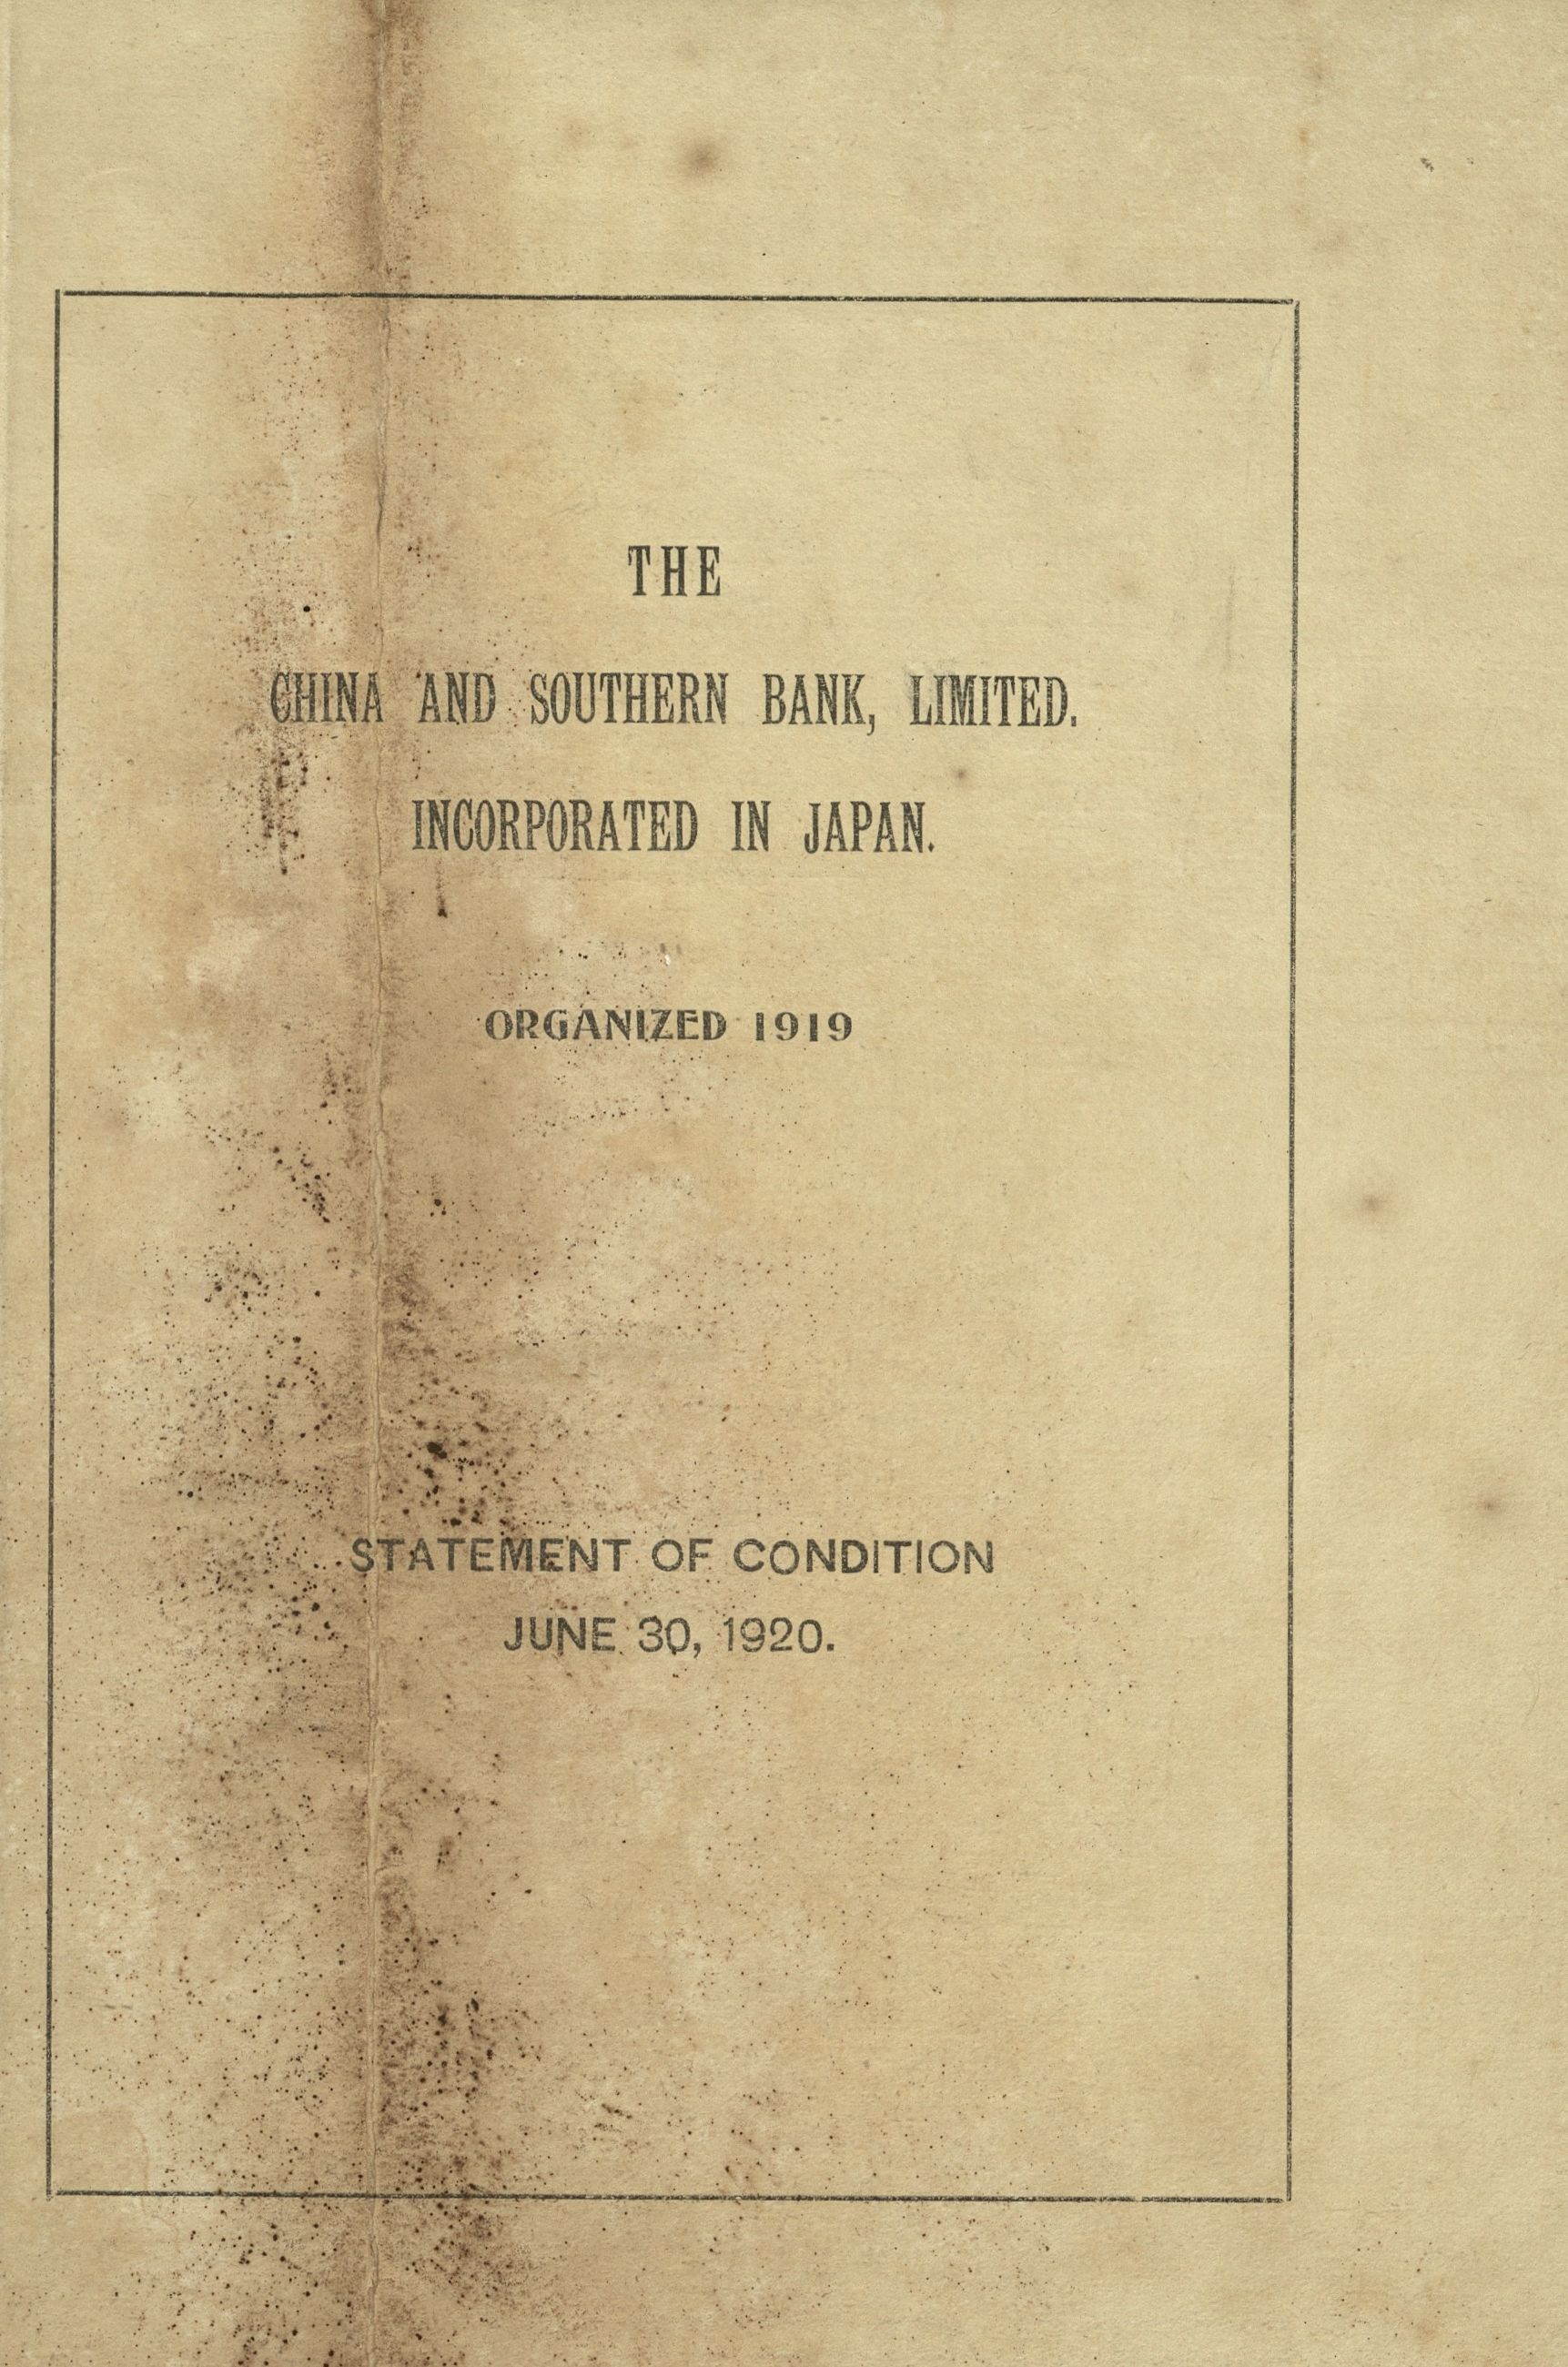 THE
CHINA AND SOUTHERN BANK, LIMITED.
INCORPORATED IN JAPAN.
ORGANIZED 1919
STATEMENT OF CONDITION
JUNE 30, 1920.